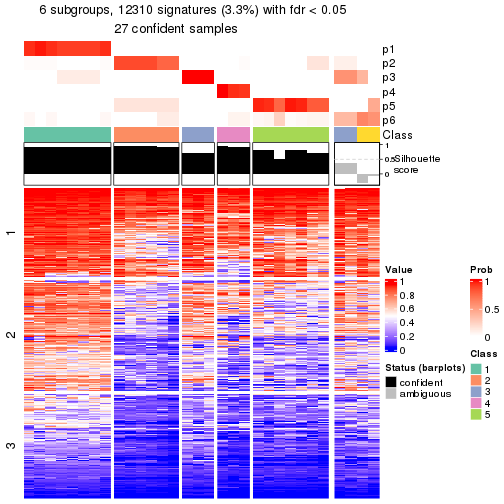 6 subgroups, 12310 signatures (3.3%) with fdr < 0.05
27 confident samples
p1
p2
p3
p4
p5
p6
Class
1
0.5
0
Silhouette
score
1
2
3
Value
1
0.8
0.6
0.4
0.2
0
Status (barplots)
confident
ambiguous
Prob
1
0.5
0
Class
1
2
3
4
5